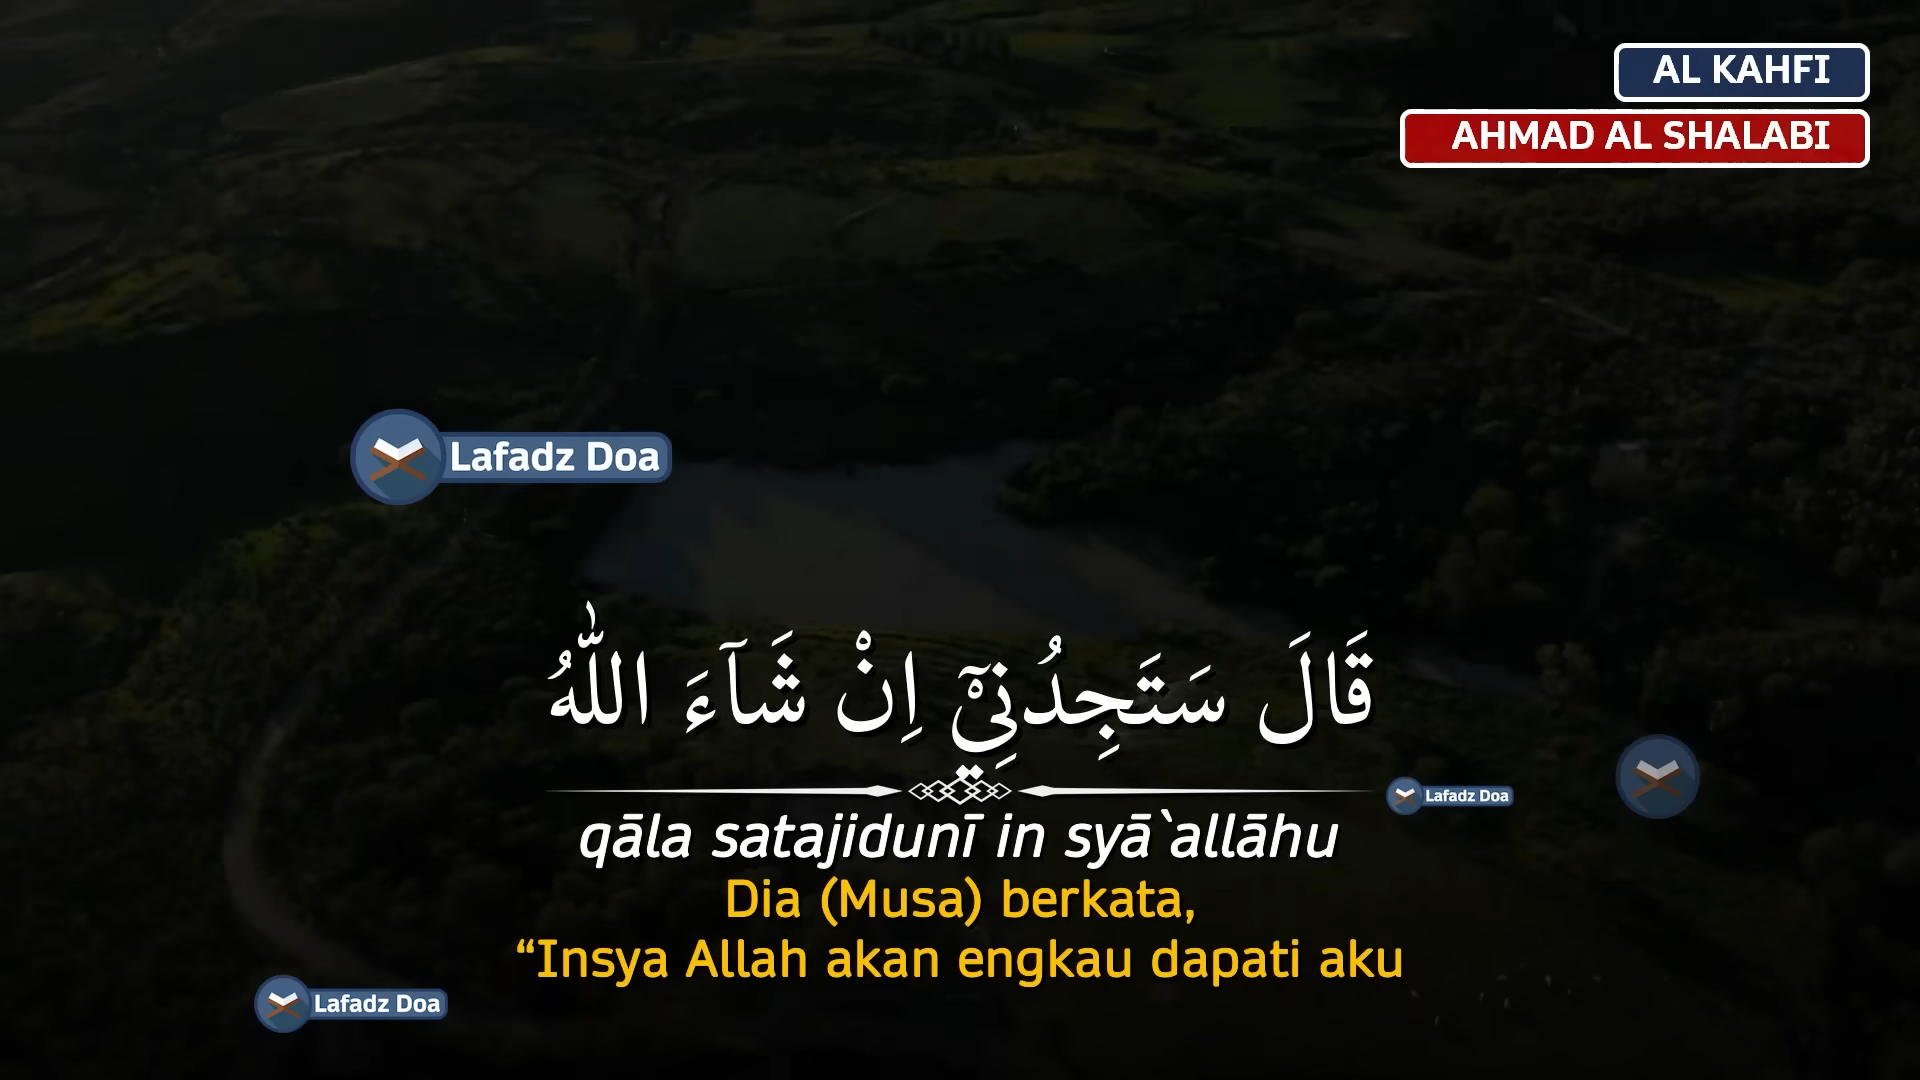 AL KAHFI
AHMAD AL SHALABI
Lafadz Doa
قَالَ سَتَجِدُنِيْٓ اِنْ شَاۤءَ اللّٰهُ
Lafadz Doa
qāla satajidunī in syā`allāhu
Dia (Musa) berkata,
“Insya Allah akan engkau dapati aku
Lafadz Doa